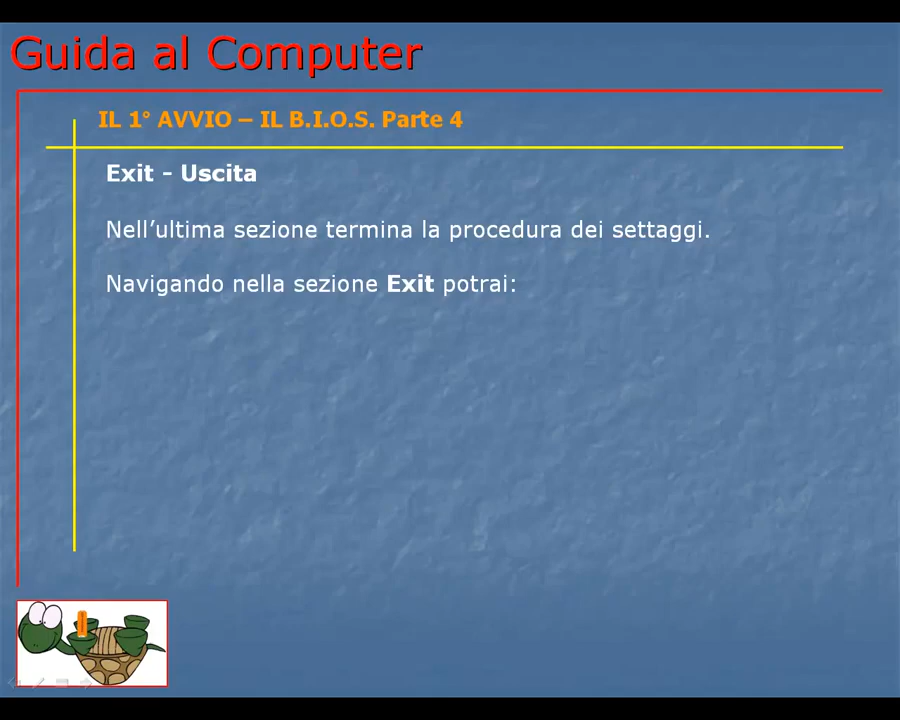 Guida al Computer
IL 1° AVVIO – IL B.I.O.S. Parte 4
Exit - Uscita
Nell’ultima sezione termina la procedura dei settaggi.
Navigando nella sezione Exit potrai: